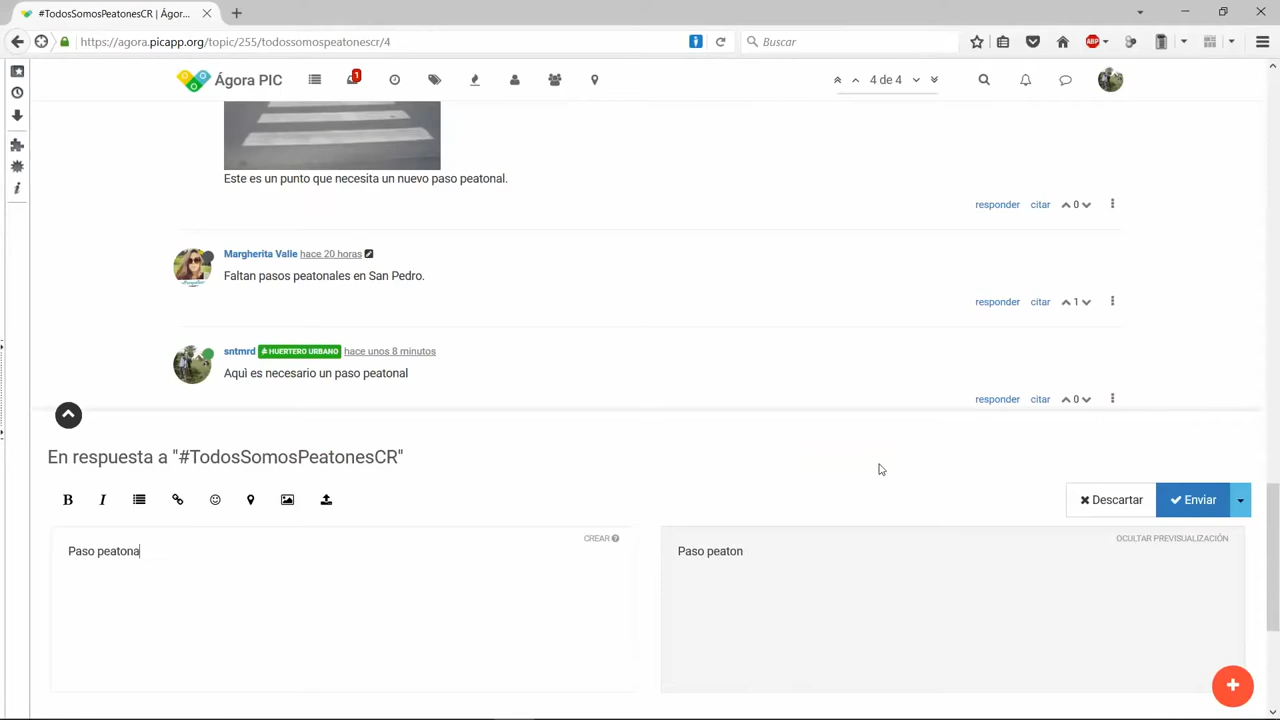 #TodosSomosPeatonesCR | Ágor...
https://agora.picapp.org/topic/255/todossomospeatonescr/4
Buscar
ABP
Ágora PIC
1
4 de 4
Este es un punto que necesita un nuevo paso peatonal.
responder citar 0
Margherita Valle hace 20 horas
Faltan pasos peatonales en San Pedro.
responder citar 1
sntmrd HUERTERO URBANO hace unos 8 minutos
Aquì es necesario un paso peatonal
responder citar 0
En respuesta a "#TodosSomosPeatonesCR"
B I
Descartar Enviar
CREAR
OCULTAR PREVISUALIZACIÓN
Paso peatona
Paso peaton